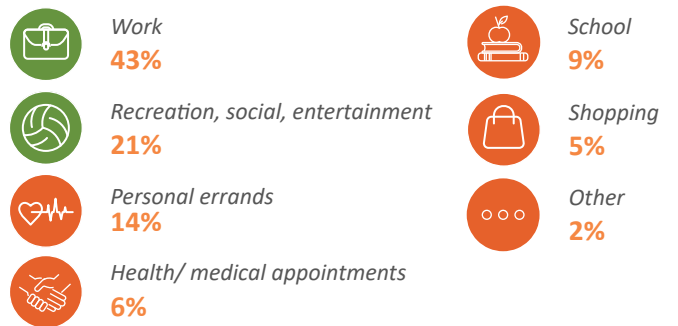 Work
43%
Recreation, social, entertainment
21%
Personal errands
14%
Health/ medical appointments
6%
School
9%
Shopping
5%
Other
2%